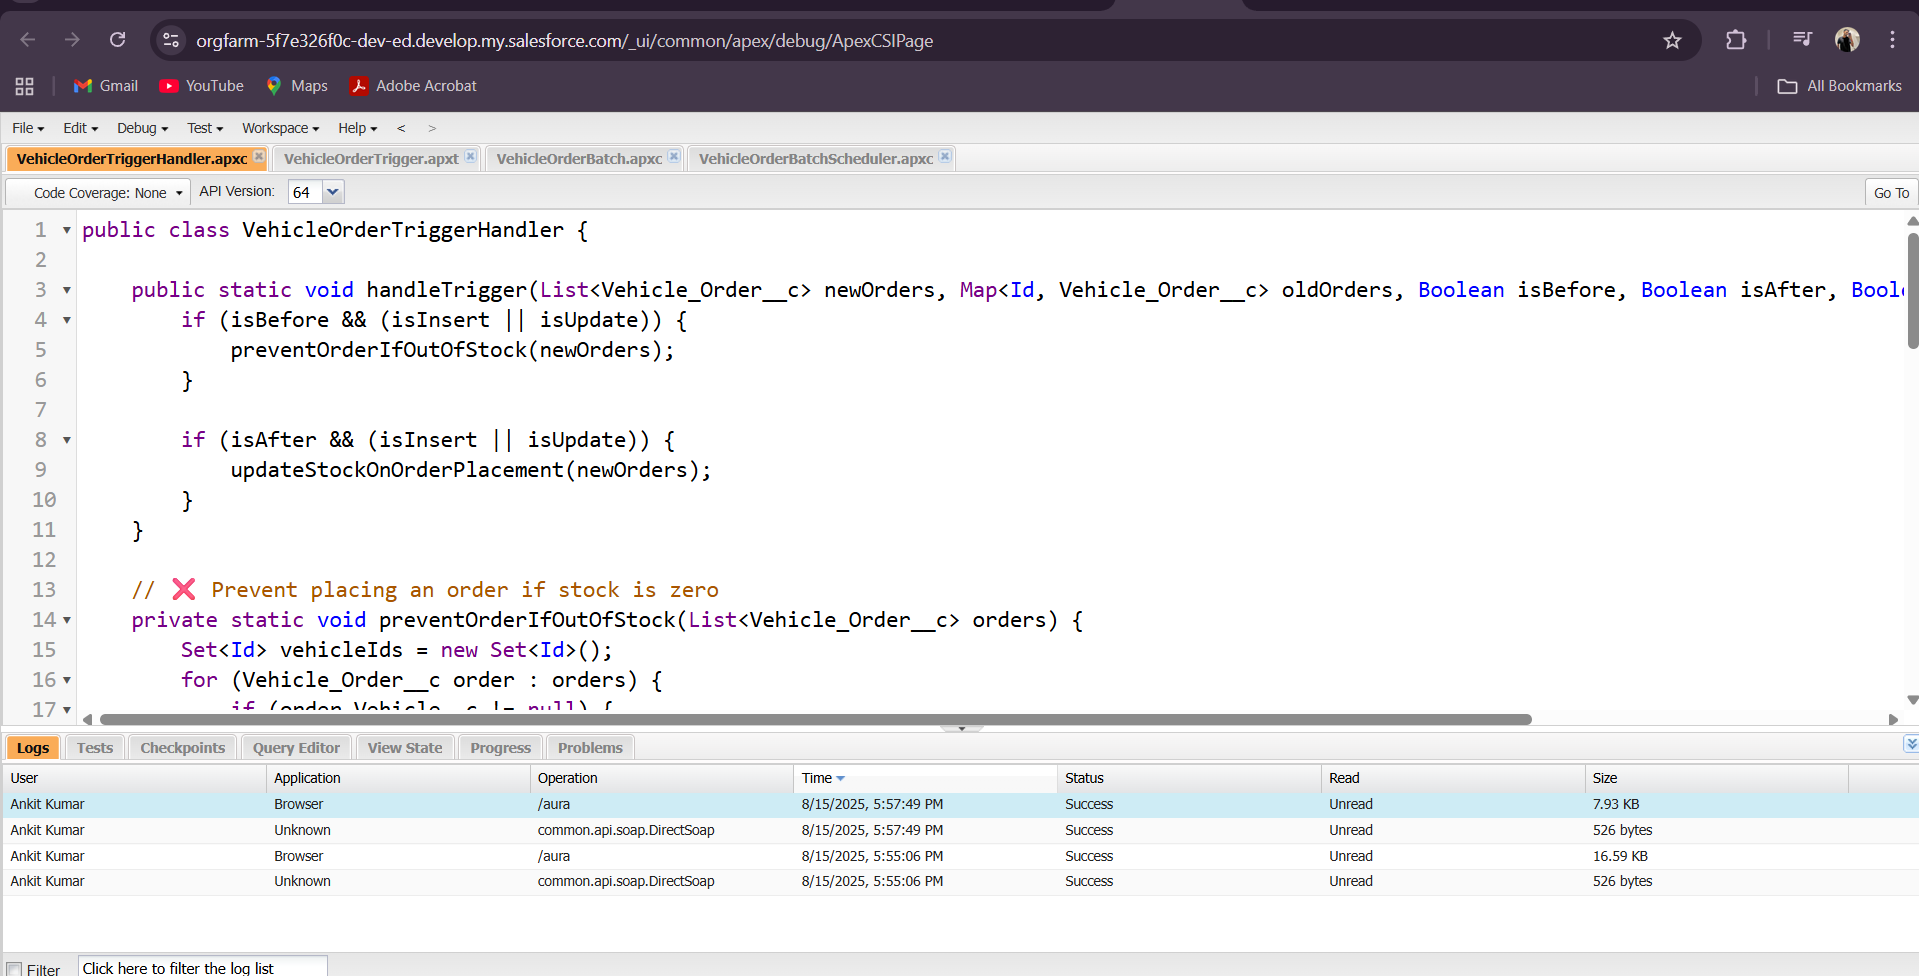 orgfarm-5f7e326f0c-dev-ed.develop.my.salesforce.com/_ui/common/apex/debug/ApexCSIPage
Gmail YouTube Maps Adobe Acrobat All Bookmarks
File Edit Debug Test Workspace Help < >
VehicleOrderTriggerHandler.apxc VehicleOrderTrigger.apxt VehicleOrderBatch.apxc VehicleOrderBatchScheduler.apxc
Code Coverage: None API Version: 64 Go To
1 public class VehicleOrderTriggerHandler {
2
3 public static void handleTrigger(List<Vehicle_Order__c> newOrders, Map<Id, Vehicle_Order__c> oldOrders, Boolean isBefore, Boolean isAfter, Bool
4 if (isBefore && (isInsert || isUpdate)) {
5 preventOrderIfOutOfStock(newOrders);
6 }
7
8 if (isAfter && (isInsert || isUpdate)) {
9 updateStockOnOrderPlacement(newOrders);
10 }
11 }
12
13 // ❌ Prevent placing an order if stock is zero
14 private static void preventOrderIfOutOfStock(List<Vehicle_Order__c> orders) {
15 Set<Id> vehicleIds = new Set<Id>();
16 for (Vehicle_Order__c order : orders) {
17 if (order.Vehicle__c != null) {
Logs Tests Checkpoints Query Editor View State Progress Problems
User Application Operation Time Status Read Size
Ankit Kumar Browser /aura 8/15/2025, 5:57:49 PM Success Unread 7.93 KB
Ankit Kumar Unknown common.api.soap.DirectSoap 8/15/2025, 5:57:49 PM Success Unread 526 bytes
Ankit Kumar Browser /aura 8/15/2025, 5:55:06 PM Success Unread 16.59 KB
Ankit Kumar Unknown common.api.soap.DirectSoap 8/15/2025, 5:55:06 PM Success Unread 526 bytes
Filter Click here to filter the log list